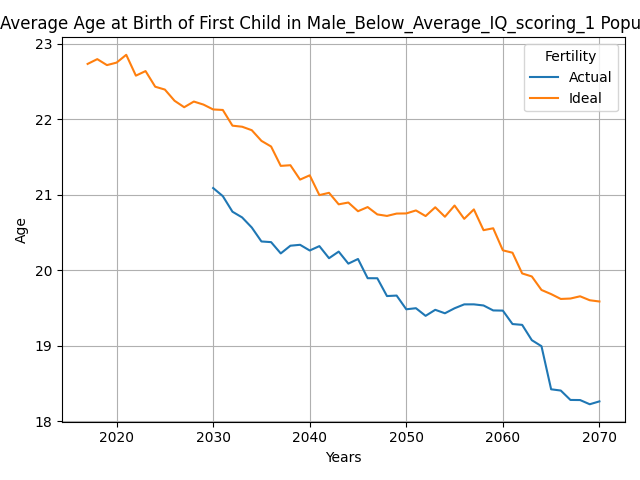 Average Age at Birth of First Child in Male_Below_Average_IQ_scoring_1 Popu
23
22
21
20
19
18
Age
Fertility
Actual
Ideal
2020 2030 2040 2050 2060 2070
Years